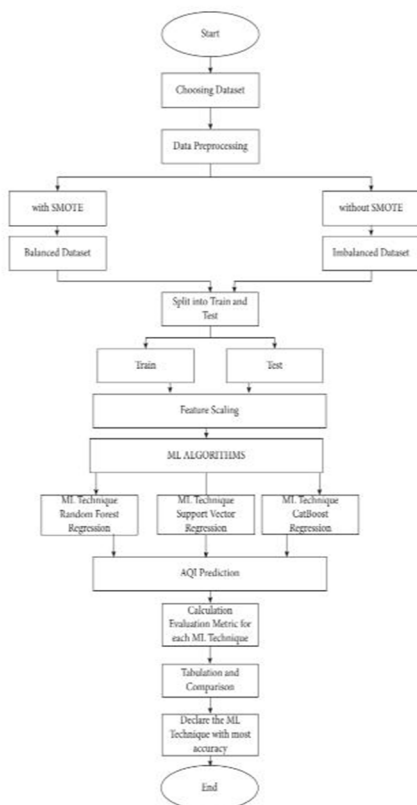 Start
Choosing Dataset
Data Preprocessing
with SMOTE
without SMOTE
Balanced Dataset
Imbalanced Dataset
Split into Train and
Test
Train
Test
Feature Scaling
ML ALGORITHMS
ML Technique
Random Forest
Regression
ML Technique
Support Vector
Regression
ML Technique
CatBoost
Regression
AQI Prediction
Calculation
Evaluation Metric for
each ML Technique
Tabulation and
Comparison
Declare the ML
Technique with most
accuracy
End